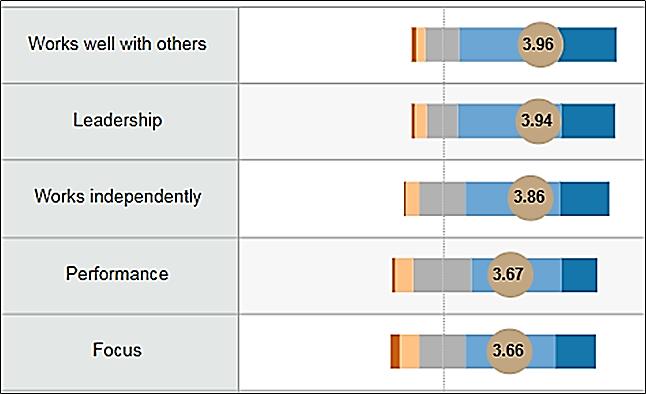 Works well with others
3.96
Leadership
3.94
Works independently
3.86
Performance
3.67
Focus
3.66